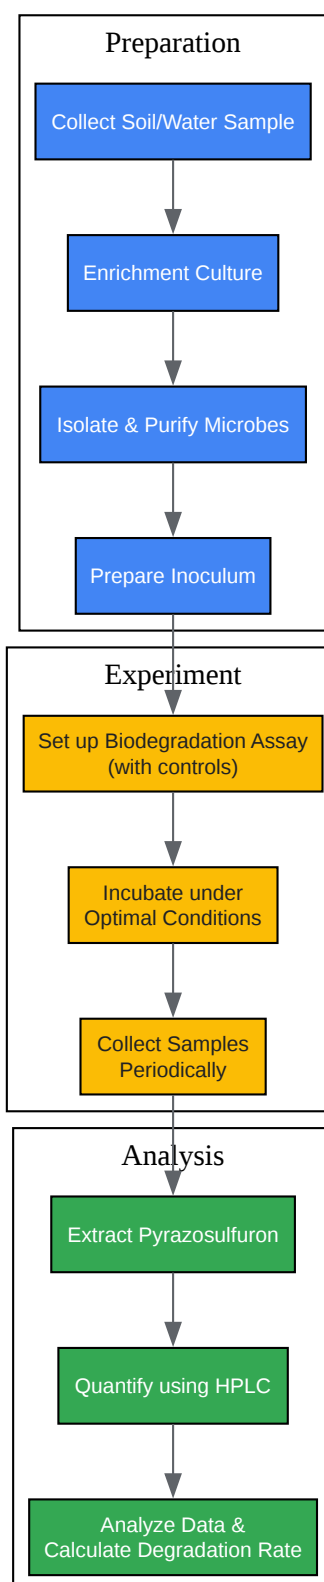 Preparation
Collect Soil/Water Sample
Enrichment Culture
Isolate & Purify Microbes
Prepare Inoculum
Experiment
Set up Biodegradation Assay
(with controls)
Incubate under
Optimal Conditions
Collect Samples
Periodically
Analysis
Extract Pyrazosulfuron
Quantify using HPLC
Analyze Data &
Calculate Degradation Rate